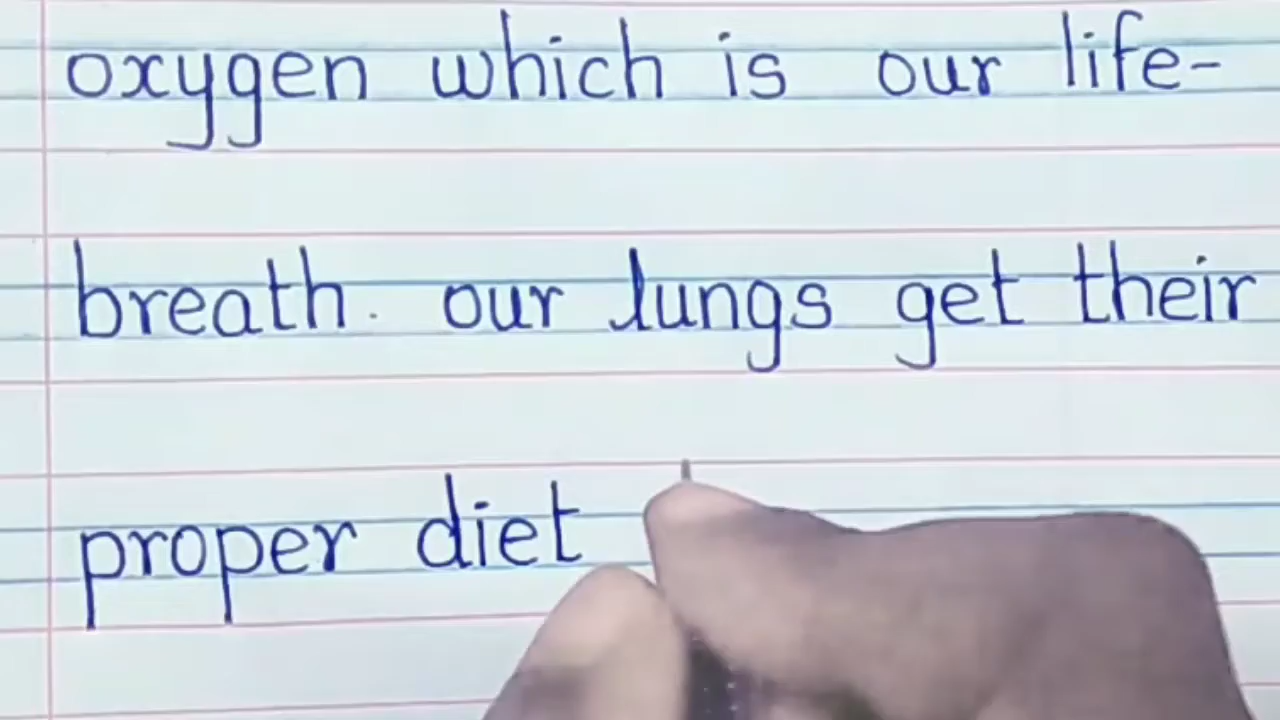 oxygen which is our life-
breath. our lungs get their
proper diet